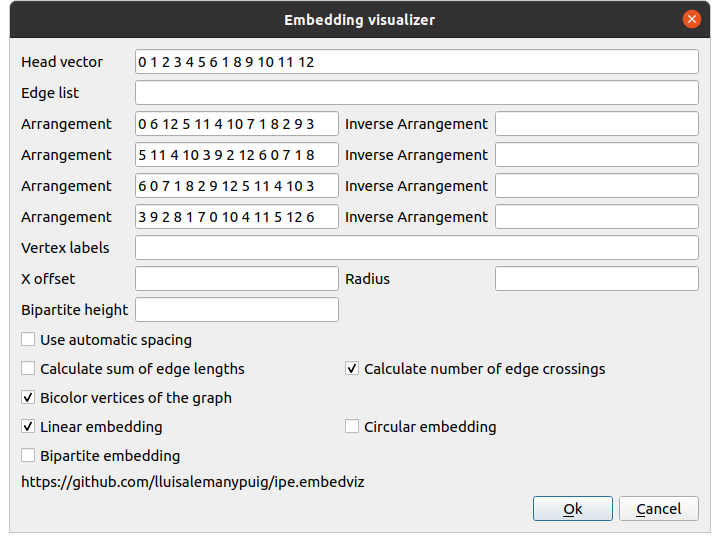 Embedding visualizer
Head vector 0 1 2 3 4 5 6 1 8 9 10 11 12
Edge list
Arrangement 0 6 12 5 11 4 10 7 1 8 2 9 3 Inverse Arrangement
Arrangement 5 11 4 10 3 9 2 12 6 0 7 1 8 Inverse Arrangement
Arrangement 6 0 7 1 8 2 9 12 5 11 4 10 3 Inverse Arrangement
Arrangement 3 9 2 8 1 7 0 10 4 11 5 12 6 Inverse Arrangement
Vertex labels
X offset Radius
Bipartite height
Use automatic spacing
Calculate sum of edge lengths Calculate number of edge crossings
Bicolor vertices of the graph
Linear embedding Circular embedding
Bipartite embedding
https://github.com/lluisalemanypuig/ipe.embedviz
Ok Cancel